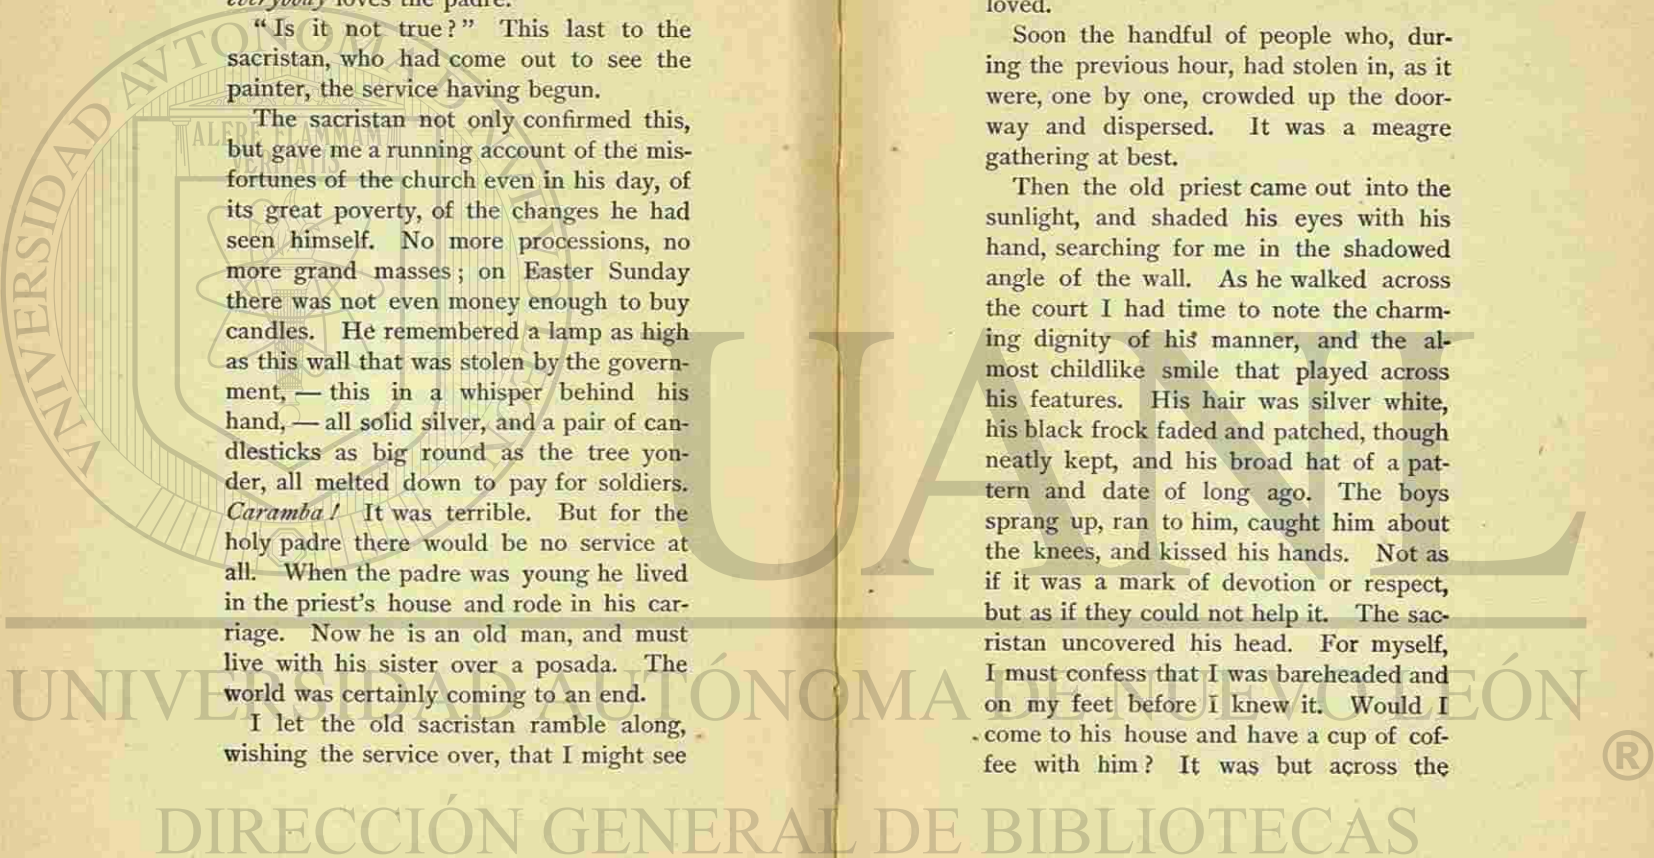 everybody loves the padre.
“Is it not true?” This last to the
sacristan, who had come out to see the
painter, the service having begun.
The sacristan not only confirmed this,
but gave me a running account of the mis-
fortunes of the church even in his day, of
its great poverty, of the changes he had
seen himself. No more processions, no
more grand masses; on Easter Sunday
there was not even money enough to buy
candles. He remembered a lamp as high
as this wall that was stolen by the govern-
ment, — this in a whisper behind his
hand, — all solid silver, and a pair of can-
dlesticks as big round as the tree yon-
der, all melted down to pay for soldiers.
Caramba! It was terrible. But for the
holy padre there would be no service at
all. When the padre was young he lived
in the priest's house and rode in his car-
riage. Now he is an old man, and must
live with his sister over a posada. The
world was certainly coming to an end.
I let the old sacristan ramble along,
wishing the service over, that I might see
loved.
Soon the handful of people who, dur-
ing the previous hour, had stolen in, as it
were, one by one, crowded up the door-
way and dispersed. It was a meagre
gathering at best.
Then the old priest came out into the
sunlight, and shaded his eyes with his
hand, searching for me in the shadowed
angle of the wall. As he walked across
the court I had time to note the charm-
ing dignity of his manner, and the al-
most childlike smile that played across
his features. His hair was silver white,
his black frock faded and patched, though
neatly kept, and his broad hat of a pat-
tern and date of long ago. The boys
sprang up, ran to him, caught him about
the knees, and kissed his hands. Not as
if it was a mark of devotion or respect,
but as if they could not help it. The sac-
ristan uncovered his head. For myself,
I must confess that I was bareheaded and
on my feet before I knew it. Would I
come to his house and have a cup of cof-
fee with him? It was but across the
VNIVERSIDAD AVTONOMA DE NVEVO LEON
ALERE FLAMMAM
VERITATIS
UANL
UNIVERSIDAD AUTÓNOMA DE NUEVO LEÓN
®
DIRECCIÓN GENERAL DE BIBLIOTECAS